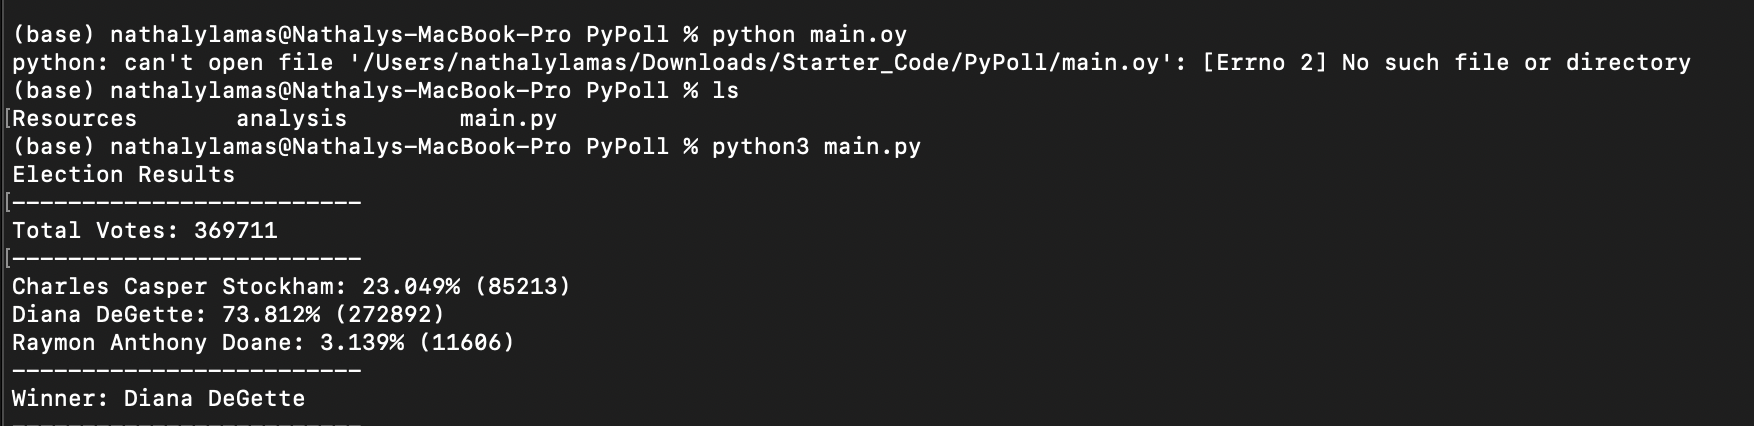 (base) nathalylamas@Nathalys-MacBook-Pro PyPoll % python main.oy
python: can't open file '/Users/nathalylamas/Downloads/Starter_Code/PyPoll/main.oy': [Errno 2] No such file or directory
(base) nathalylamas@Nathalys-MacBook-Pro PyPoll % ls
[Resources       analysis        main.py
(base) nathalylamas@Nathalys-MacBook-Pro PyPoll % python3 main.py
Election Results
[-------------------------
Total Votes: 369711
[-------------------------
Charles Casper Stockham: 23.049% (85213)
Diana DeGette: 73.812% (272892)
Raymon Anthony Doane: 3.139% (11606)
-------------------------
Winner: Diana DeGette
-------------------------